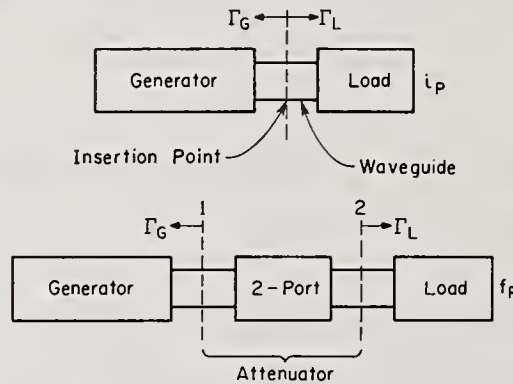 Γ_G Γ_L
Generator Load i_P
Insertion Point Waveguide
1 2
Γ_G Γ_L
Generator 2-Port Load f_P
Attenuator